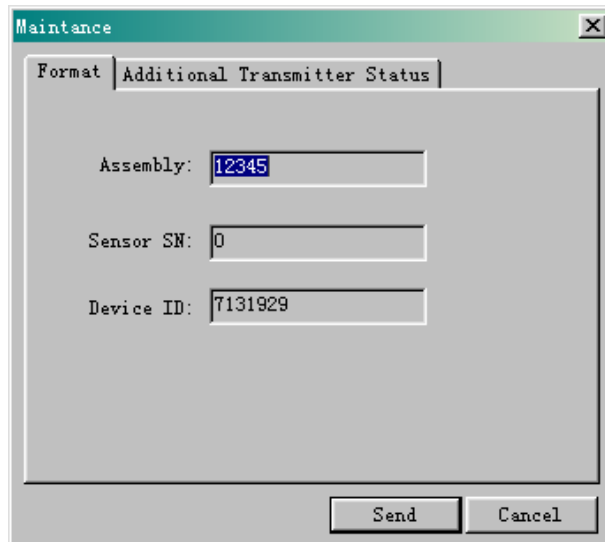 Maintance
Format Additional Transmitter Status
Assembly: 12345
Sensor SN: 0
Device ID: 7131929
Send Cancel